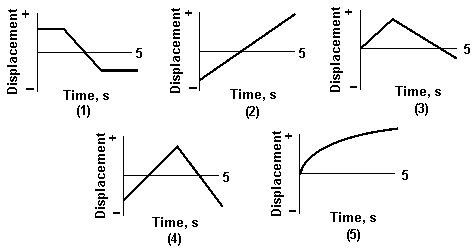 +
Displacement
5
−
Time, s
(1)
+
Displacement
5
−
Time, s
(2)
+
Displacement
5
−
Time, s
(3)
+
Displacement
5
−
Time, s
(4)
+
Displacement
5
−
Time, s
(5)